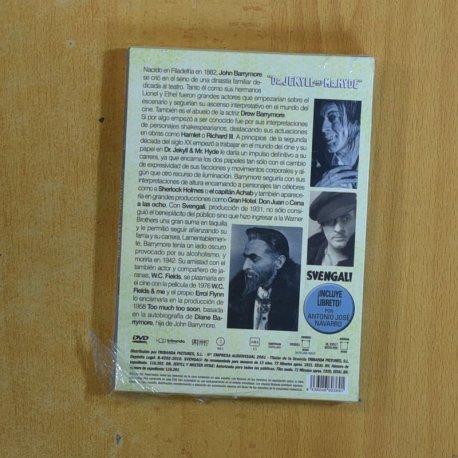 Nacido en Filadelfia en 1882, John Barrymore
se crió en el seno de una dinastía familiar de-
dicada al teatro. Tanto él como sus hermanos
Lionel y Ethel fueron grandes actores que empezarían sobre el
escenario y seguirían su ascenso interpretativo en el mundo del
cine. También es el abuelo de la actriz Drew Barrymore.
Si por algo empezó a ser conocido fue por sus interpretaciones
de personajes shakesperianos, destacando sus actuaciones
en obras como Hamlet o Richard III. A principios de la segunda
década del siglo XX empezó a trabajar en el mundo del cine y su
papel en Dr. Jekyll & Mr. Hyde le daría un impulso definitivo a su
carrera, ya que encarna los dos papeles tan sólo con el cambio
de expresividad de sus facciones y movimientos corporales y al-
gún que otro recurso de iluminación. Barrymore seguiría con sus
interpretaciones de altura encarnando a personajes tan célebres
como a Sherlock Holmes o el capitán Achab y también aparecería
en grandes producciones como Gran Hotel, Don Juan o Cena
a las ocho. Con Svengali, producción de 1931, no sólo consi-
guió el beneplácito del público sino que hizo ingresar a la Warner
Brothers una gran suma en taquilla
y le permitió seguir afianzando su
fama y su carrera. Lamentablemen-
te, Barrymore tenía un lado oscuro
provocado por su alcoholismo, y
moriría en 1942. Su amistad con el
también actor y compañero de ja-
ranas, W.C. Fields, se plasmaría en el
cine con la película de 1976 W.C.
Fields & me y el propio Errol Flynn
lo encarnaría en la producción de
1958 Too much too soon, basada
en la autobiografía de Diane Ba-
rrymore, hija de John Barrymore.
"DR. JEKYLL AND MR. HYDE"
SVENGALI
¡INCLUYE
LIBRETO!
POR
ANTONIO JOSÉ
NAVARRO
DVD
tribanda
Distribuido por TRIBANDA PICTURES, S.L.